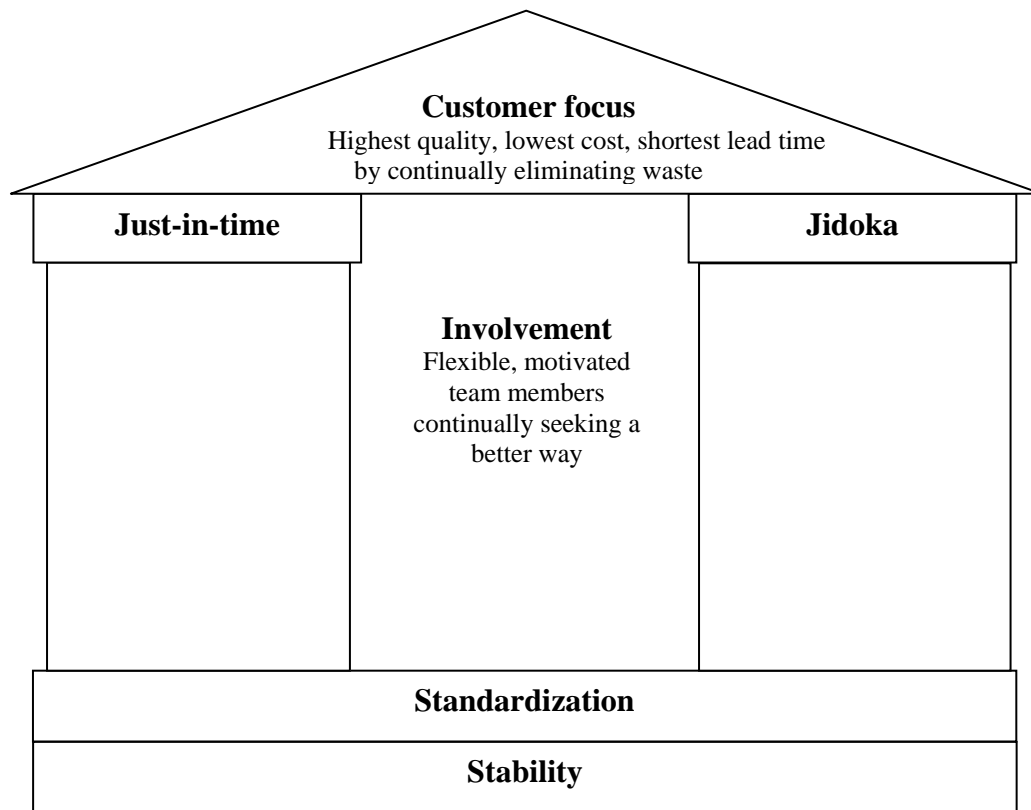 Customer focus
Highest quality, lowest cost, shortest lead time
by continually eliminating waste
Just-in-time
Jidoka
Involvement
Flexible, motivated
team members
continually seeking a
better way
Standardization
Stability